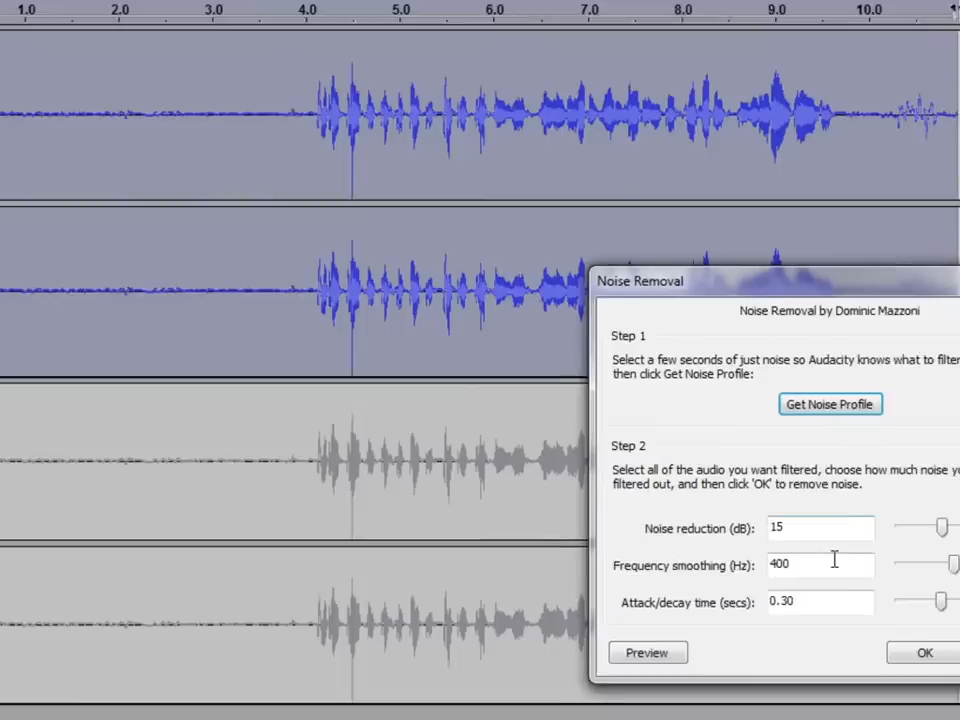 1.0 2.0 3.0 4.0 5.0 6.0 7.0 8.0 9.0 10.0
Noise Removal
Noise Removal by Dominic Mazzoni
Step 1
Select a few seconds of just noise so Audacity knows what to filter
then click Get Noise Profile:
Get Noise Profile
Step 2
Select all of the audio you want filtered, choose how much noise yo
filtered out, and then click 'OK' to remove noise.
Noise reduction (dB): 15
Frequency smoothing (Hz): 400
Attack/decay time (secs): 0.30
Preview OK